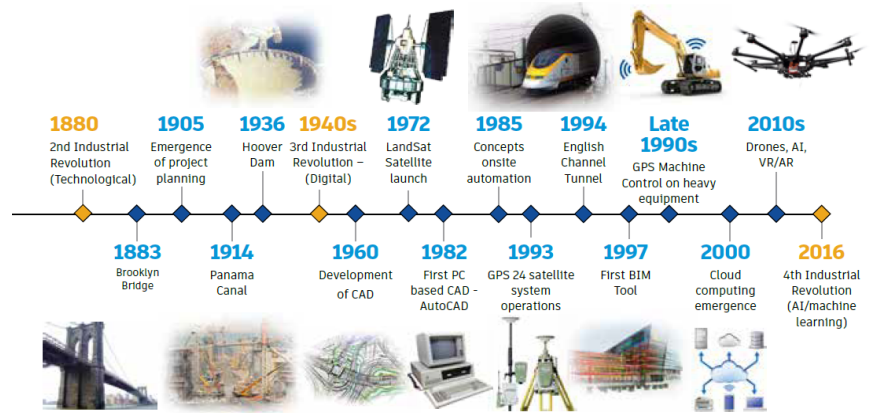 1880
2nd Industrial
Revolution
(Technological)
1905
Emergence
of project
planning
1936
Hoover
Dam
1940s
3rd Industrial
Revolution –
(Digital)
1972
LandSat
Satellite
launch
1985
Concepts
onsite
automation
1994
English
Channel
Tunnel
Late
1990s
GPS Machine
Control on heavy
equipment
2010s
Drones, AI,
VR/AR
1883
Brooklyn
Bridge
1914
Panama
Canal
1960
Development
of CAD
1982
First PC
based CAD -
AutoCAD
1993
GPS 24 satellite
system
operations
1997
First BIM
Tool
2000
Cloud
computing
emergence
2016
4th Industrial
Revolution
(AI/machine
learning)